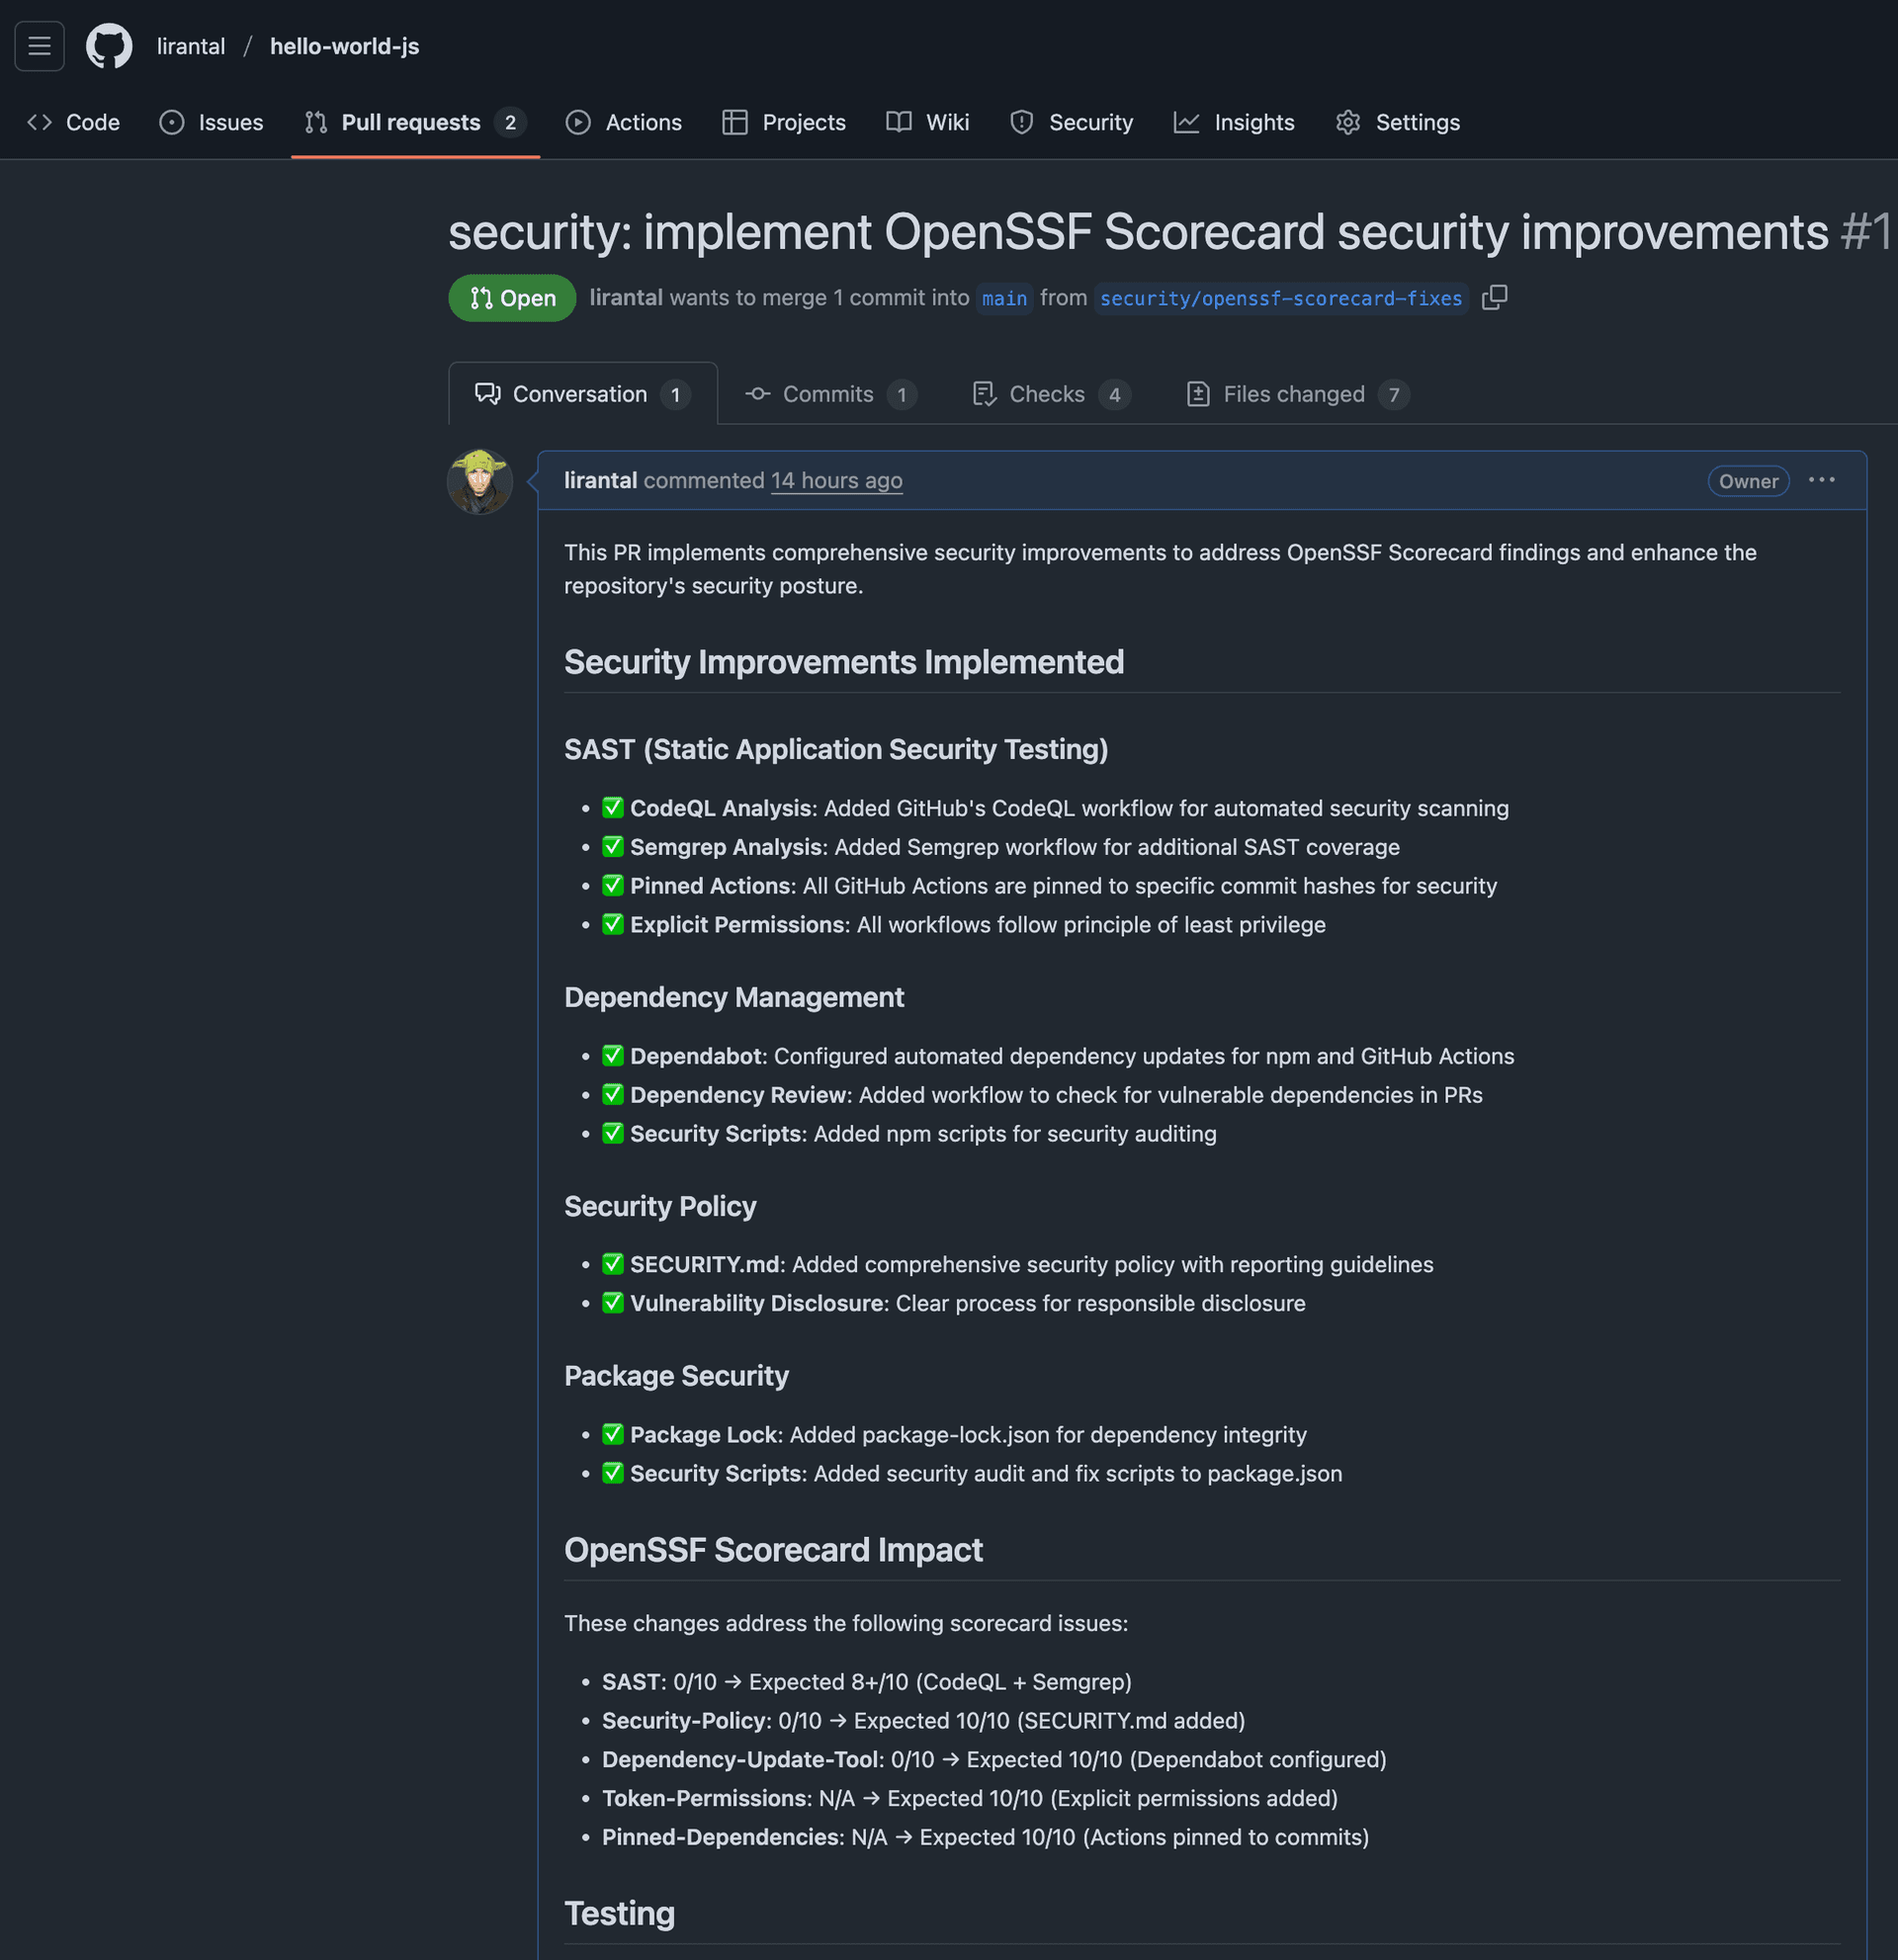 lirantal / hello-world-js
Code Issues Pull requests 2 Actions Projects Wiki Security Insights Settings
security: implement OpenSSF Scorecard security improvements #1
Open lirantal wants to merge 1 commit into main from security/openssf-scorecard-fixes
Conversation 1 Commits 1 Checks 4 Files changed 7
lirantal commented 14 hours ago Owner
This PR implements comprehensive security improvements to address OpenSSF Scorecard findings and enhance the
repository's security posture.
Security Improvements Implemented
SAST (Static Application Security Testing)
• ✅ CodeQL Analysis: Added GitHub's CodeQL workflow for automated security scanning
• ✅ Semgrep Analysis: Added Semgrep workflow for additional SAST coverage
• ✅ Pinned Actions: All GitHub Actions are pinned to specific commit hashes for security
• ✅ Explicit Permissions: All workflows follow principle of least privilege
Dependency Management
• ✅ Dependabot: Configured automated dependency updates for npm and GitHub Actions
• ✅ Dependency Review: Added workflow to check for vulnerable dependencies in PRs
• ✅ Security Scripts: Added npm scripts for security auditing
Security Policy
• ✅ SECURITY.md: Added comprehensive security policy with reporting guidelines
• ✅ Vulnerability Disclosure: Clear process for responsible disclosure
Package Security
• ✅ Package Lock: Added package-lock.json for dependency integrity
• ✅ Security Scripts: Added security audit and fix scripts to package.json
OpenSSF Scorecard Impact
These changes address the following scorecard issues:
• SAST: 0/10 → Expected 8+/10 (CodeQL + Semgrep)
• Security-Policy: 0/10 → Expected 10/10 (SECURITY.md added)
• Dependency-Update-Tool: 0/10 → Expected 10/10 (Dependabot configured)
• Token-Permissions: N/A → Expected 10/10 (Explicit permissions added)
• Pinned-Dependencies: N/A → Expected 10/10 (Actions pinned to commits)
Testing